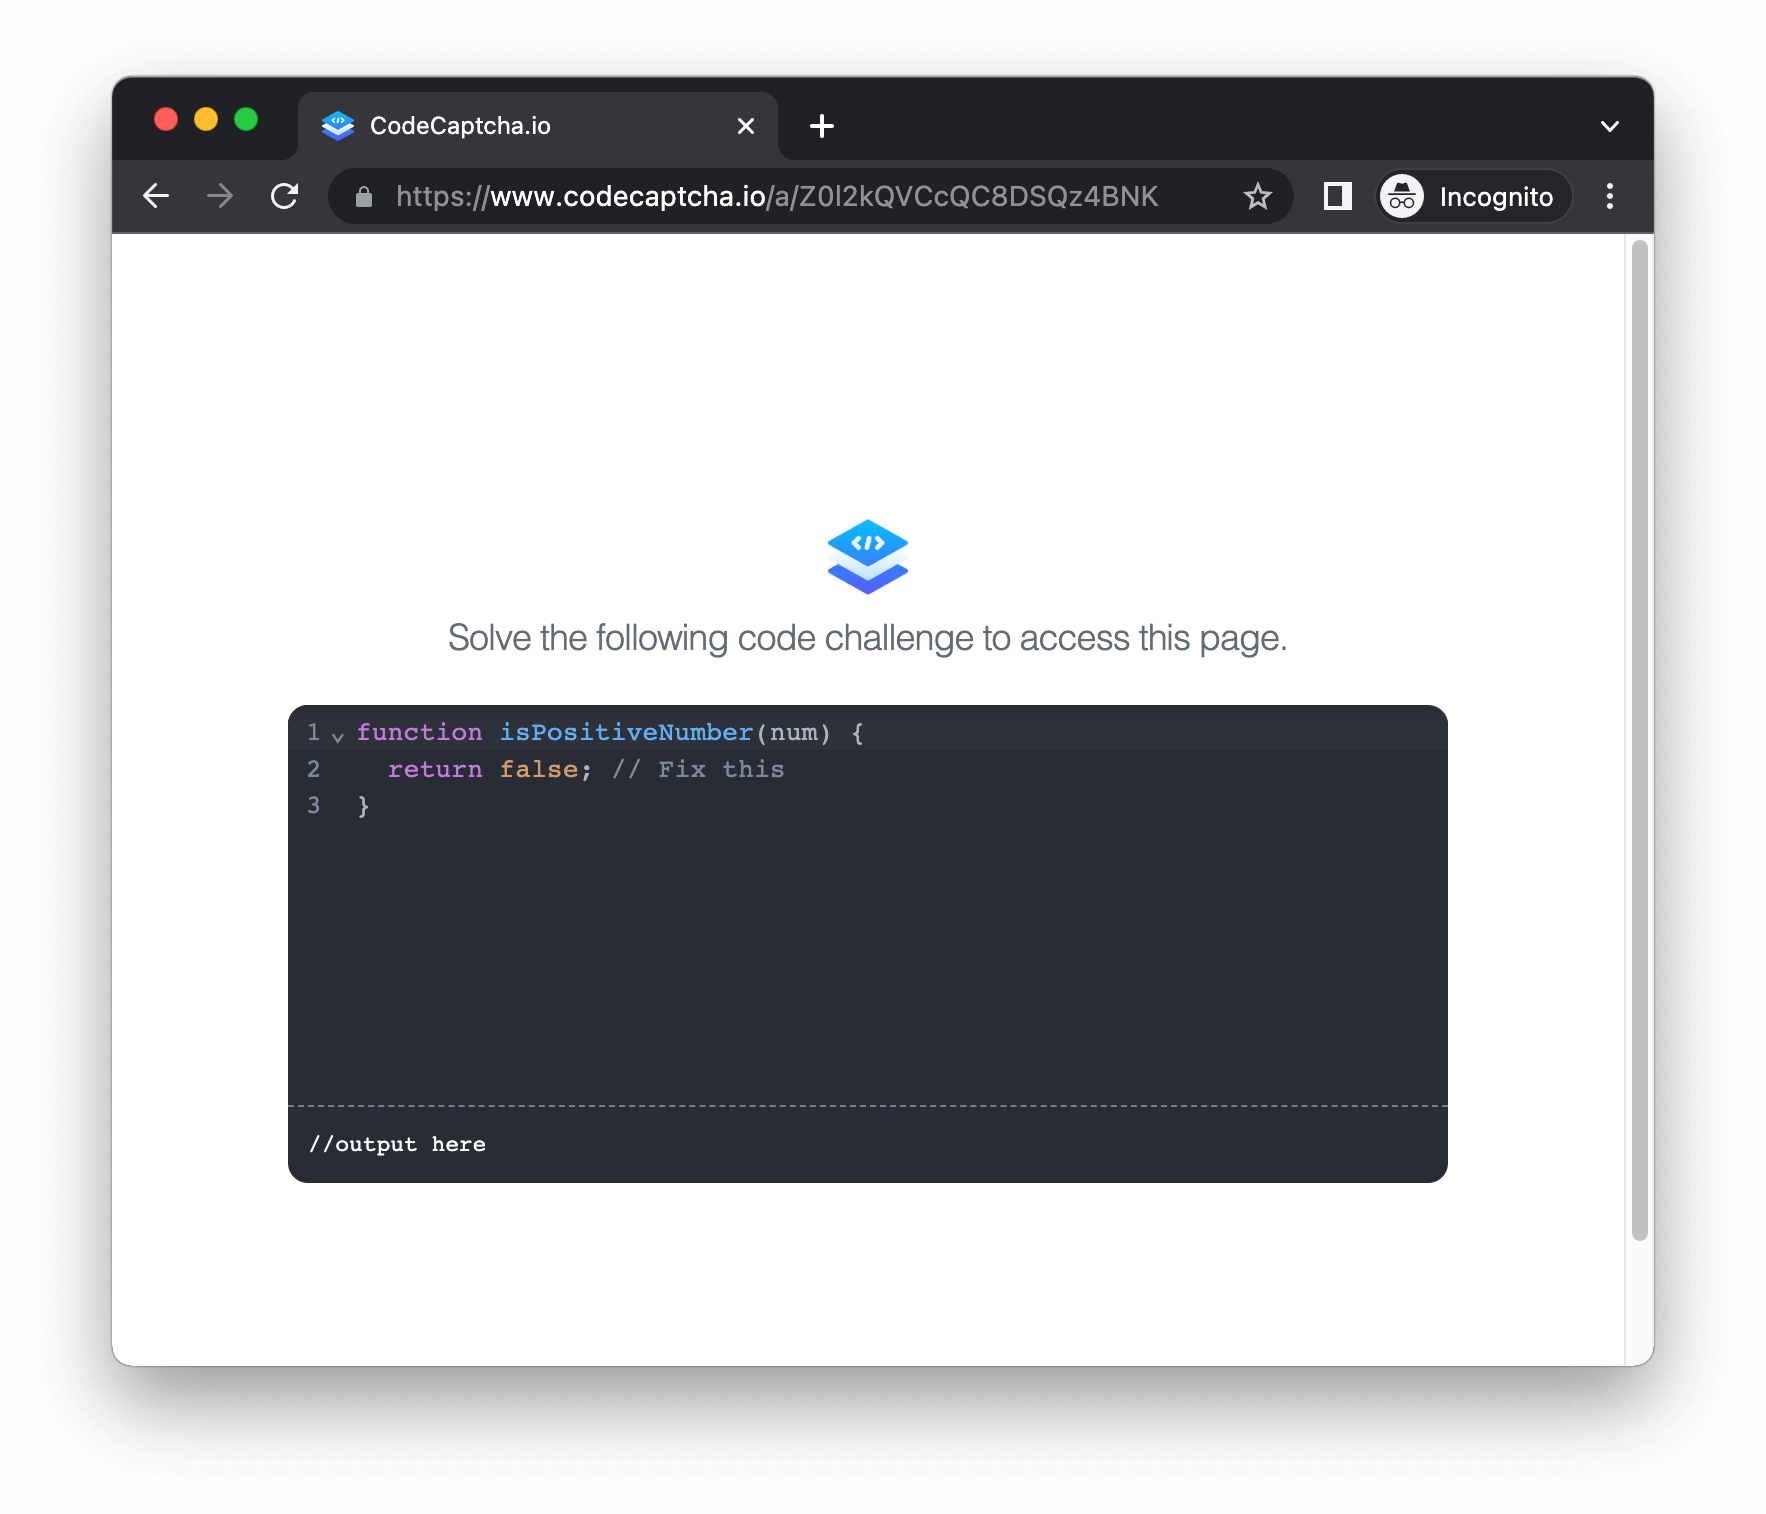 CodeCaptcha.io
https://www.codecaptcha.io/a/Z0l2kQVCcQC8DSQz4BNK
Incognito
</>
Solve the following code challenge to access this page.
1 function isPositiveNumber(num) {
2 return false; // Fix this
3 }
//output here